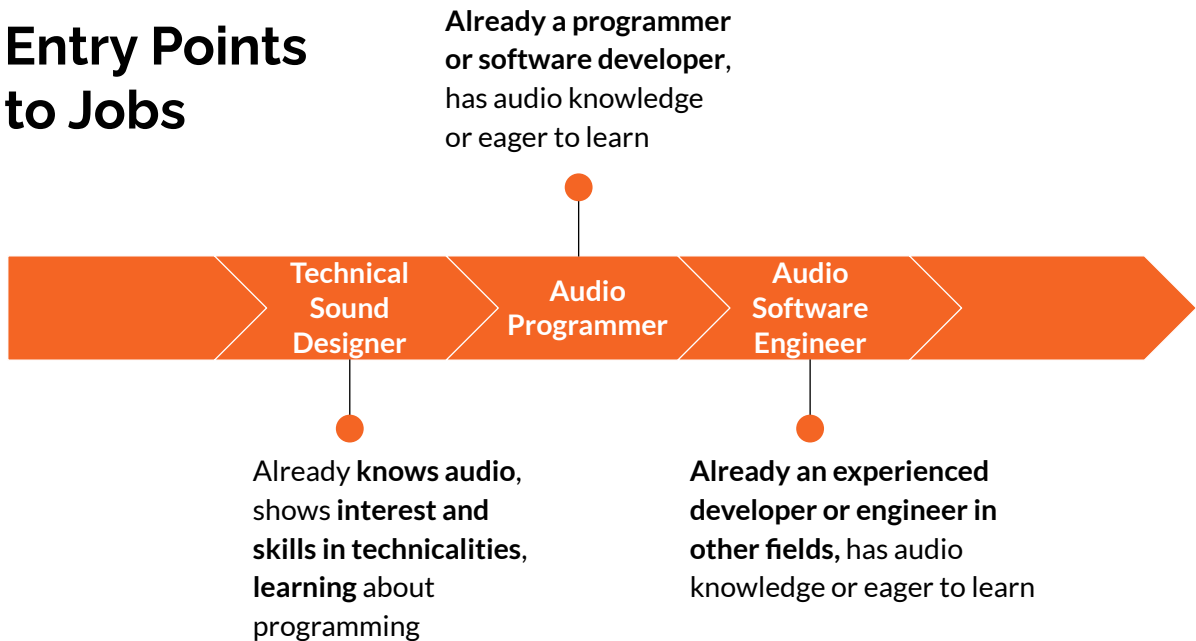 Entry Points
to Jobs
Already a programmer
or software developer,
has audio knowledge
or eager to learn
Technical
Sound
Designer
Audio
Programmer
Audio
Software
Engineer
Already knows audio,
shows interest and
skills in technicalities,
learning about
programming
Already an experienced
developer or engineer in
other fields, has audio
knowledge or eager to learn